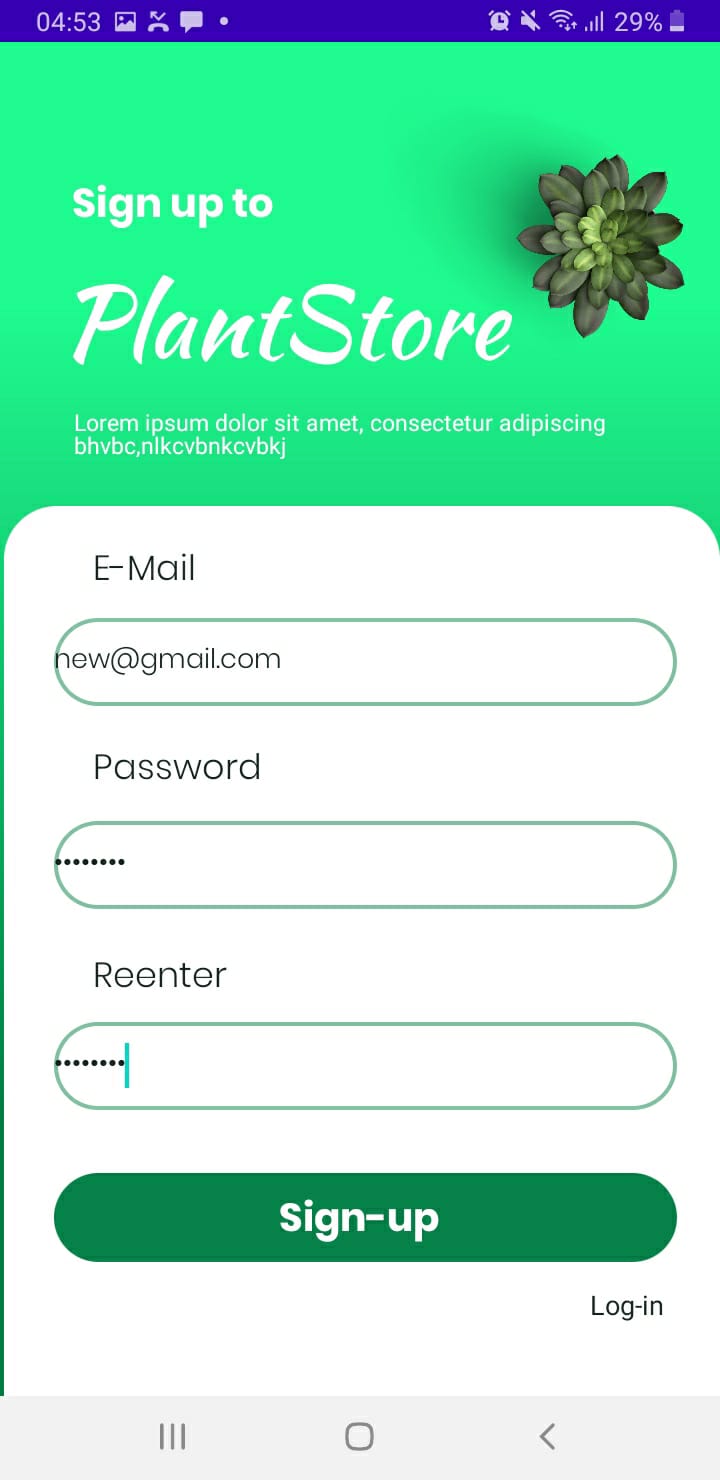 04:53
29%
Sign up to
PlantStore
Lorem ipsum dolor sit amet, consectetur adipiscing
bhvbc,nlkcvbnkcvbkj
E-Mail
new@gmail.com
Password
••••••••
Reenter
••••••••
Sign-up
Log-in